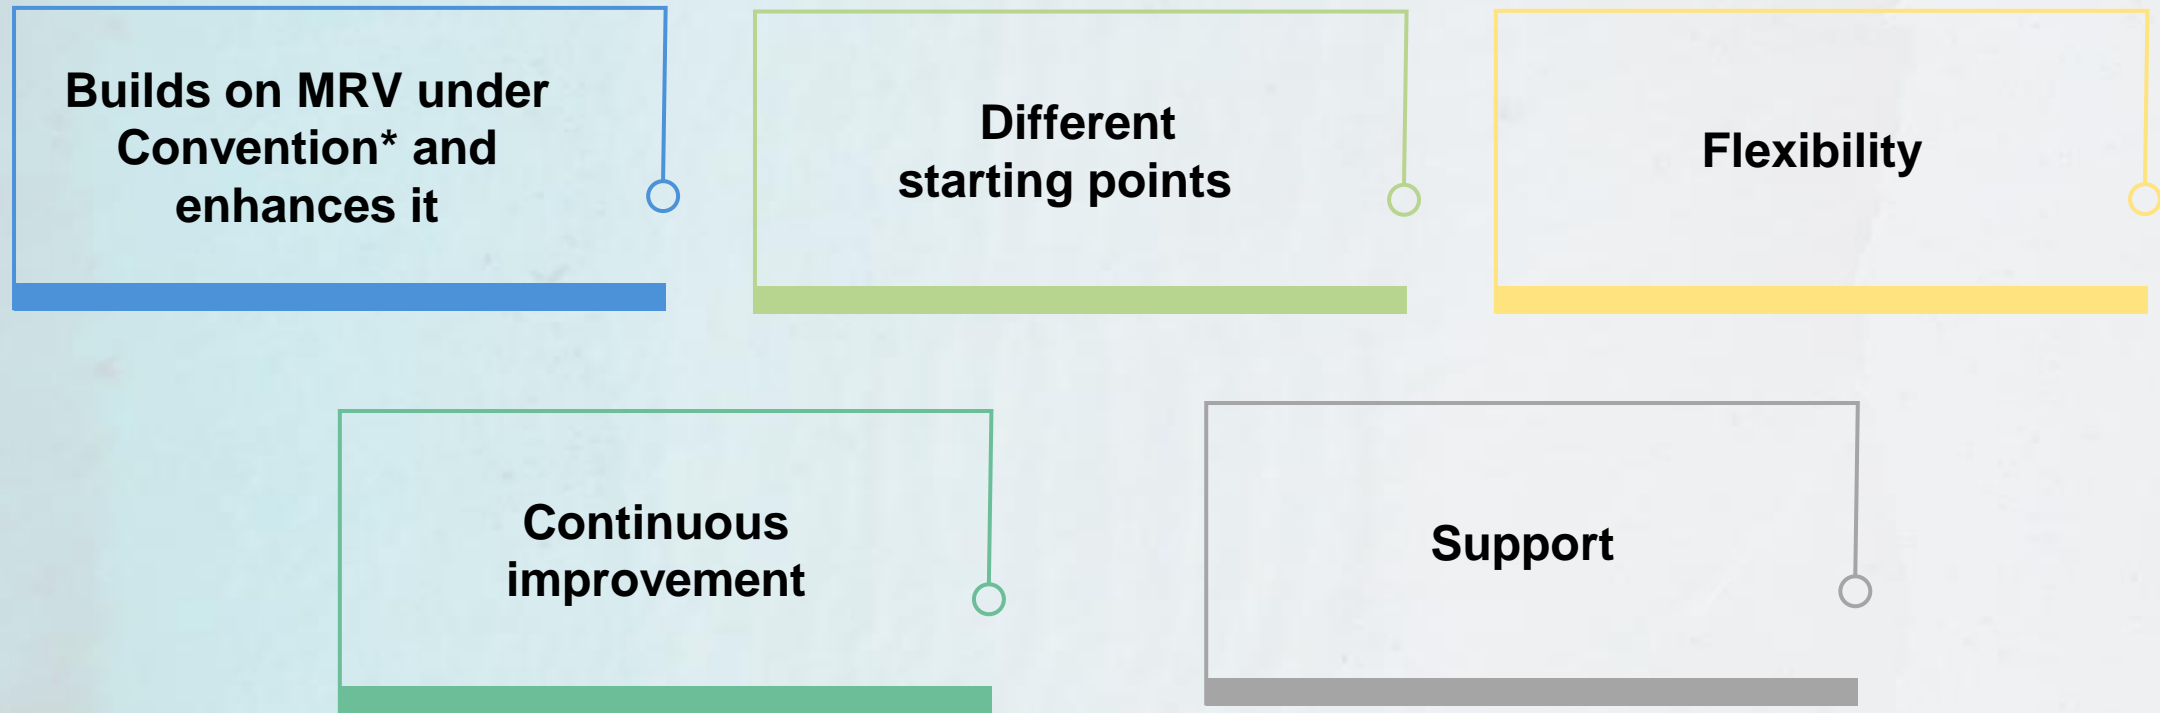 Builds on MRV under
Convention* and
enhances it
Different
starting points
Flexibility
Continuous
improvement
Support